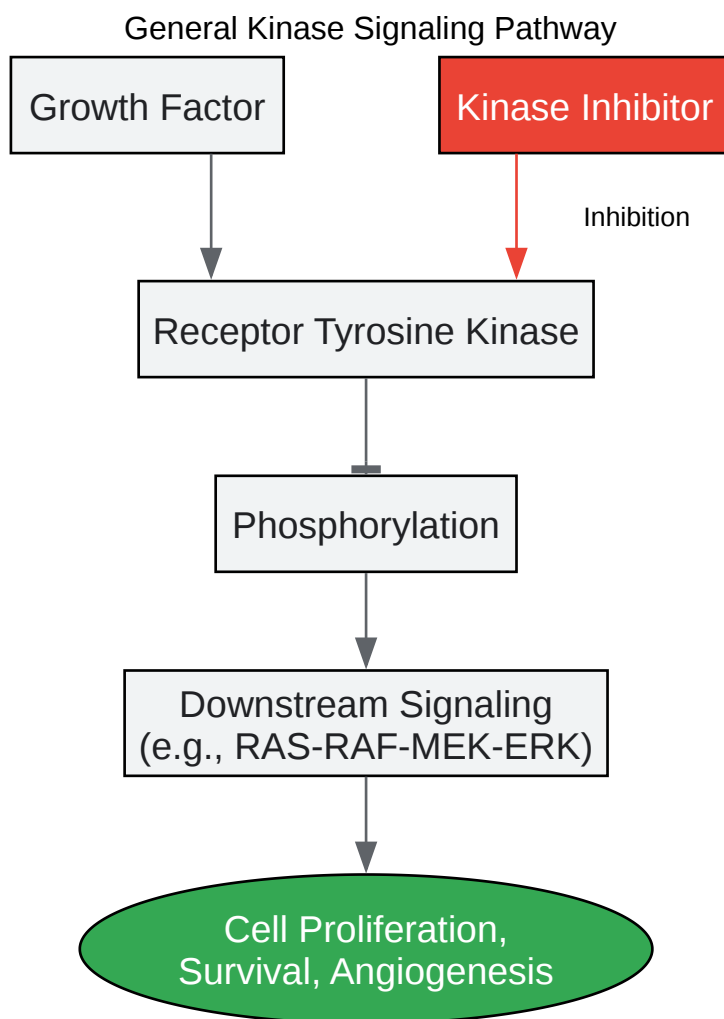 General Kinase Signaling Pathway
Growth Factor
Kinase Inhibitor
Inhibition
Receptor Tyrosine Kinase
Phosphorylation
Downstream Signaling
(e.g., RAS-RAF-MEK-ERK)
Cell Proliferation,
Survival, Angiogenesis